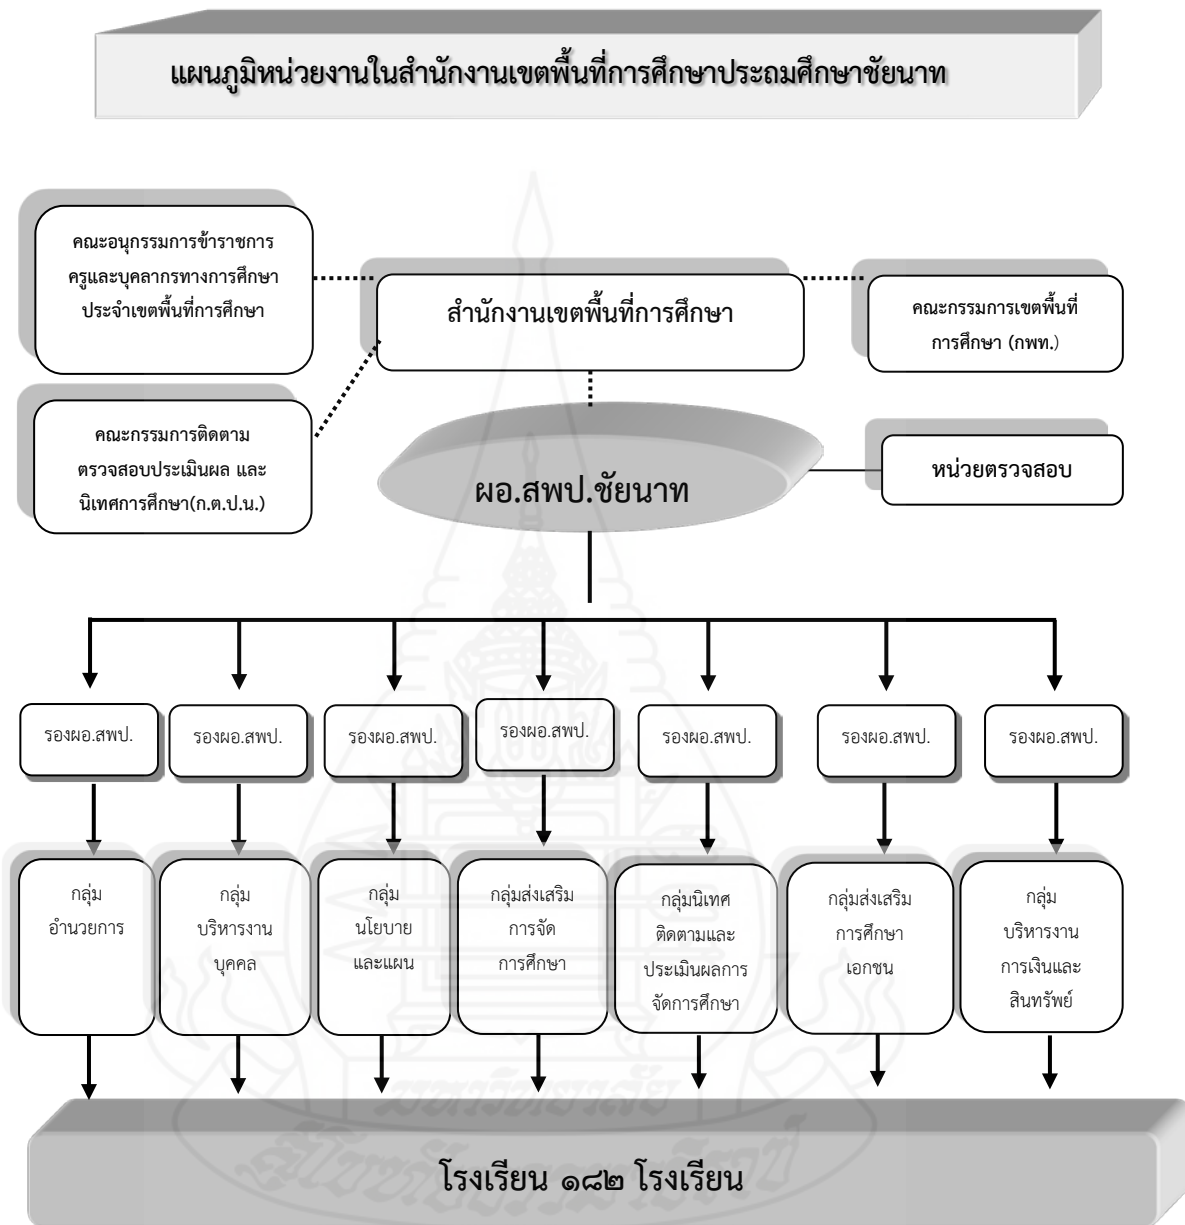 แผนภูมิหน่วยงานในสำนักงานเขตพื้นที่การศึกษาประถมศึกษาชัยนาท
คณะอนุกรรมการข้าราชการ
ครูและบุคลากรทางการศึกษา
ประจำเขตพื้นที่การศึกษา
สำนักงานเขตพื้นที่การศึกษา
คณะกรรมการเขตพื้นที่
การศึกษา (กพท.)
คณะกรรมการติดตาม
ตรวจสอบประเมินผล และ
นิเทศการศึกษา(ก.ต.ป.น.)
ผอ.สพป.ชัยนาท
หน่วยตรวจสอบ
รองผอ.สพป.
รองผอ.สพป.
รองผอ.สพป.
รองผอ.สพป.
รองผอ.สพป.
รองผอ.สพป.
รองผอ.สพป.
กลุ่ม
อำนวยการ
กลุ่ม
บริหารงาน
บุคคล
กลุ่ม
นโยบาย
และแผน
กลุ่มส่งเสริม
การจัด
การศึกษา
กลุ่มนิเทศ
ติดตามและ
ประเมินผลการ
จัดการศึกษา
กลุ่มส่งเสริม
การศึกษา
เอกชน
กลุ่ม
บริหารงาน
การเงินและ
สินทรัพย์
มหาวิทยาลัย
สุโขทัยธรรมาธิราช
โรงเรียน ๑๘๒ โรงเรียน